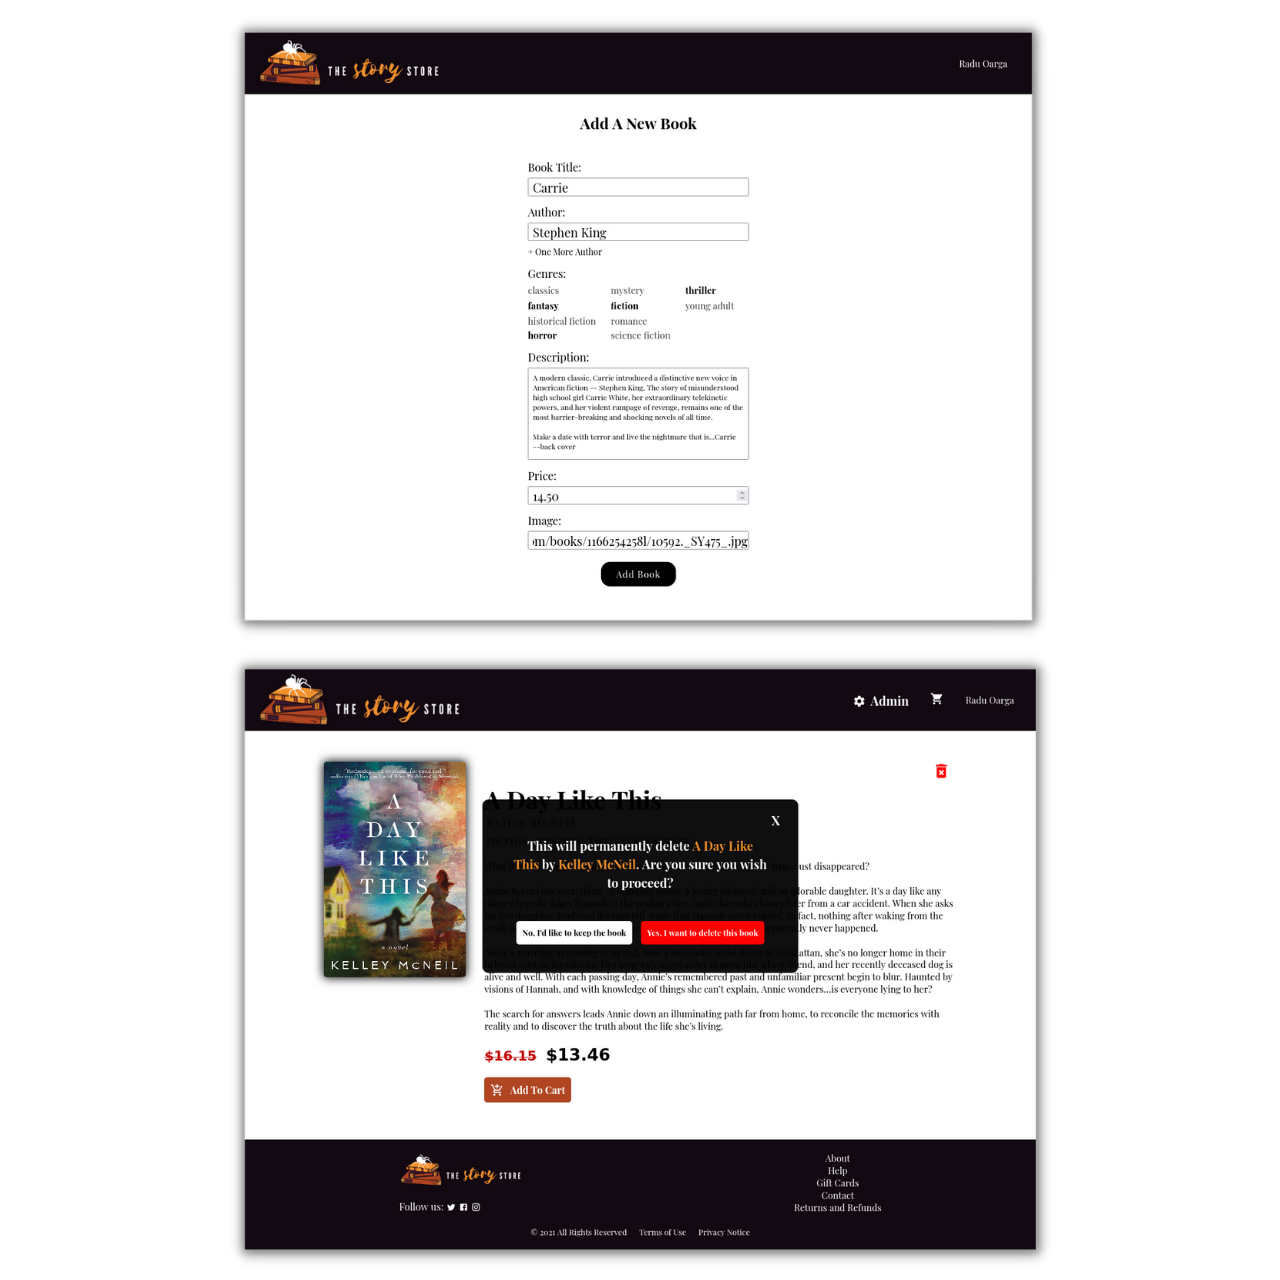 THE story STORE
Radu Oarga
Add A New Book
Book Title:
Carrie
Author:
Stephen King
+ One More Author
Genres:
classics mystery thriller
fantasy fiction young adult
historical fiction romance
horror science fiction
Description:
A modern classic, Carrie introduced a distinctive new voice in
American fiction -- Stephen King. The story of misunderstood
high school girl Carrie White, her extraordinary telekinetic
powers, and her violent rampage of revenge, remains one of the
most barrier-breaking and shocking novels of all time.
Make a date with terror and live the nightmare that is...Carrie
--back cover
Price:
14.50
Image:
m/books/1166254258l/10592._SY475_.jpg
Add Book
THE story STORE
Admin
Radu Oarga
A
DAY
LIKE
THIS
a novel
KELLEY McNEIL
A Day Like This
Kelley McNeil
X
This will permanently delete A Day Like
This by Kelley McNeil. Are you sure you wish
to proceed?
No, I'd like to keep the book
Yes, I want to delete this book
ust disappeared?
dorable daughter. It's a day like any
er from a car accident. When she asks
fact, nothing after waking from the
ly never happened.
attan, she's no longer home in their
end, and her recently deceased dog is
alive and well. With each passing day, Annie's remembered past and unfamiliar present begin to blur. Haunted by
visions of Hannah, and with knowledge of things she can't explain, Annie wonders...is everyone lying to her?
The search for answers leads Annie down an illuminating path far from home, to reconcile the memories with
reality and to discover the truth about the life she's living.
$16.15 $13.46
Add To Cart
THE story STORE
Follow us:
About
Help
Gift Cards
Contact
Returns and Refunds
© 2021 All Rights Reserved Terms of Use Privacy Notice